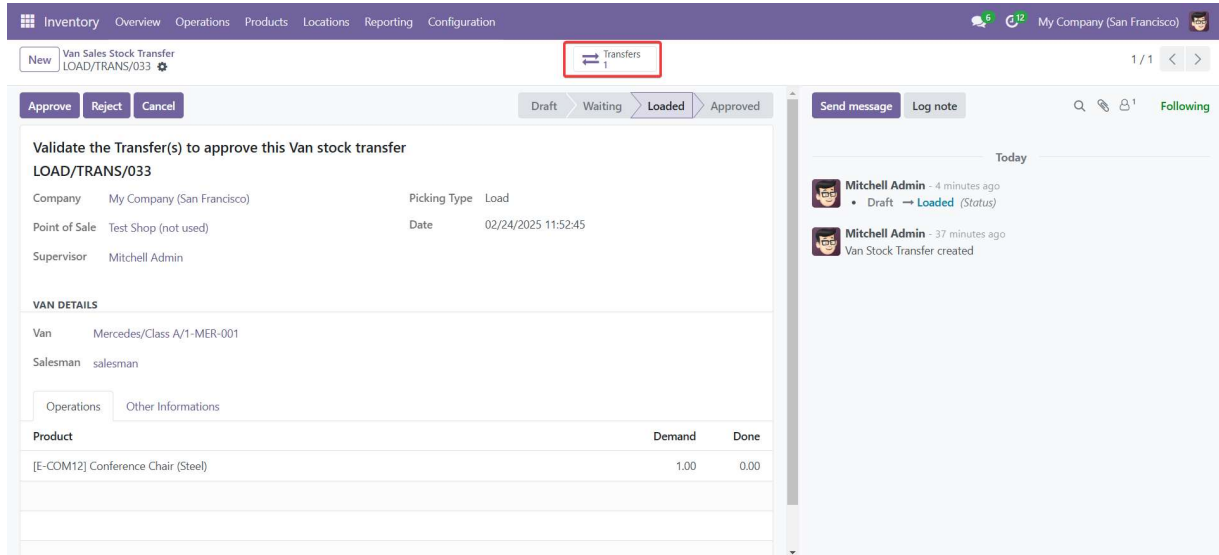 Inventory Overview Operations Products Locations Reporting Configuration 6 12 My Company (San Francisco)
New Van Sales Stock Transfer
LOAD/TRANS/033
Transfers
1
1 / 1
Approve Reject Cancel Draft Waiting Loaded Approved
Send message Log note 1 Following
Validate the Transfer(s) to approve this Van stock transfer
LOAD/TRANS/033
Company My Company (San Francisco) Picking Type Load
Point of Sale Test Shop (not used) Date 02/24/2025 11:52:45
Supervisor Mitchell Admin
VAN DETAILS
Van Mercedes/Class A/1-MER-001
Salesman salesman
Operations Other Informations
Product Demand Done
[E-COM12] Conference Chair (Steel) 1.00 0.00
Today
Mitchell Admin - 4 minutes ago
• Draft → Loaded (Status)
Mitchell Admin - 37 minutes ago
Van Stock Transfer created